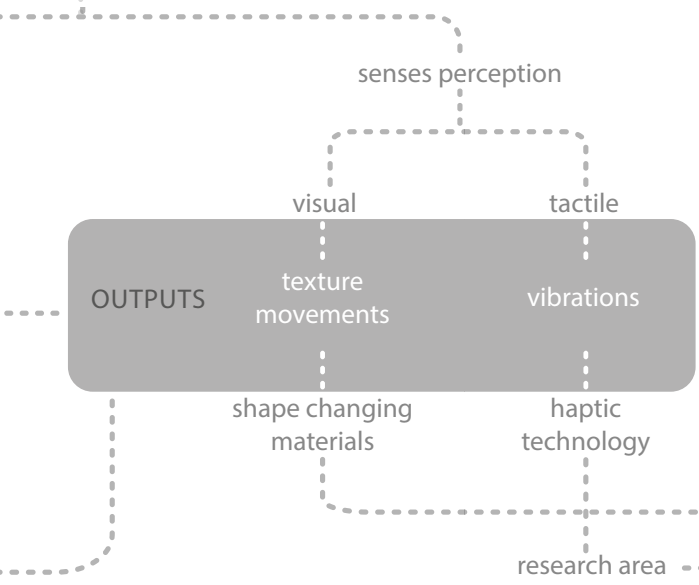 senses perception
visual
tactile
OUTPUTS
texture
movements
vibrations
shape changing
materials
haptic
technology
research area